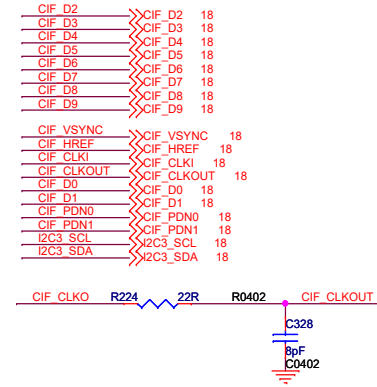 CIF_D2 CIF_D2 18
CIF_D3 CIF_D3 18
CIF_D4 CIF_D4 18
CIF_D5 CIF_D5 18
CIF_D6 CIF_D6 18
CIF_D7 CIF_D7 18
CIF_D8 CIF_D8 18
CIF_D9 CIF_D9 18
CIF_VSYNC CIF_VSYNC 18
CIF_HREF CIF_HREF 18
CIF_CLKI CIF_CLKI 18
CIF_CLKOUT CIF_CLKOUT 18
CIF_D0 CIF_D0 18
CIF_D1 CIF_D1 18
CIF_PDN0 CIF_PDN0 18
CIF_PDN1 CIF_PDN1 18
I2C3_SCL I2C3_SCL 18
I2C3_SDA I2C3_SDA 18
CIF_CLKO R224 22R R0402 CIF_CLKOUT
C328
8pF
C0402